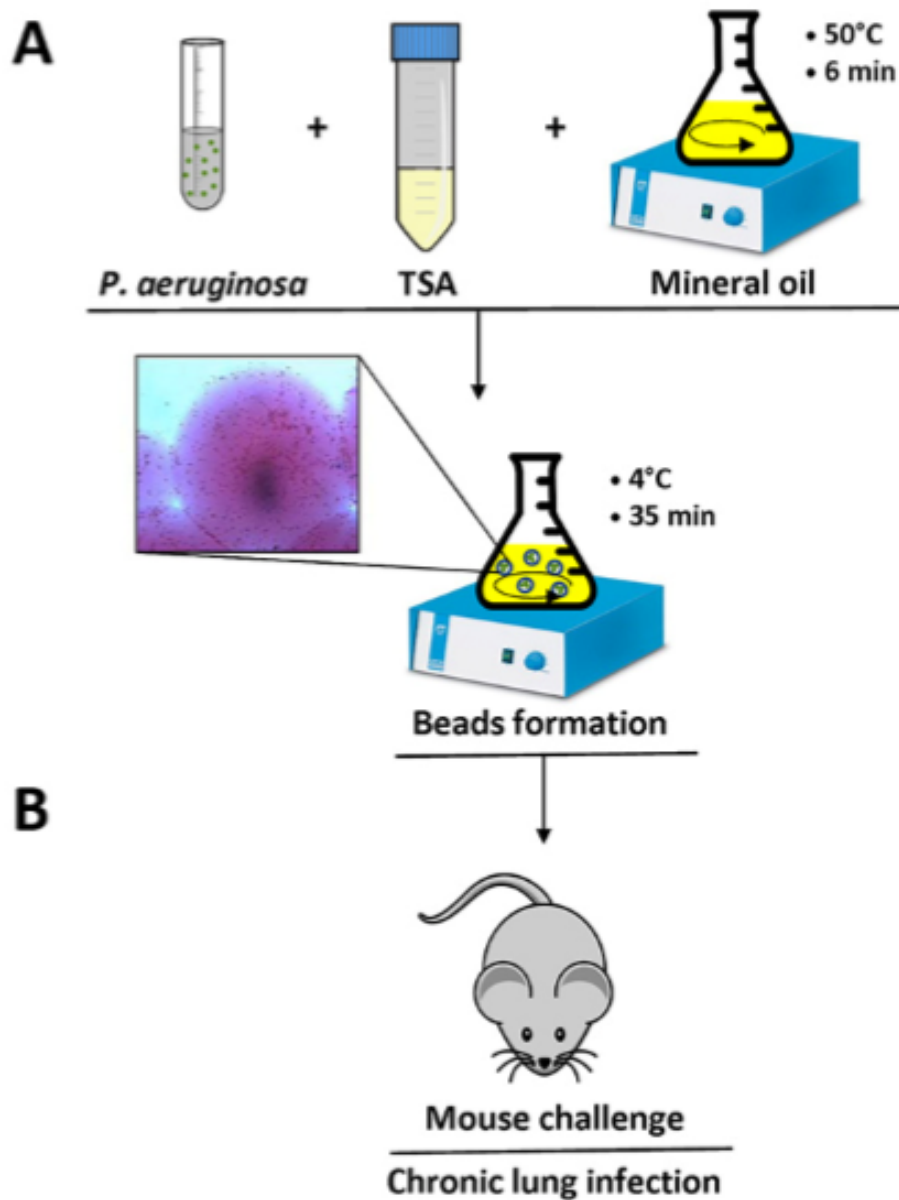 A
• 50°C
• 6 min
+
+
P. aeruginosa
TSA
Mineral oil
• 4°C
• 35 min
Beads formation
B
Mouse challenge
Chronic lung infection